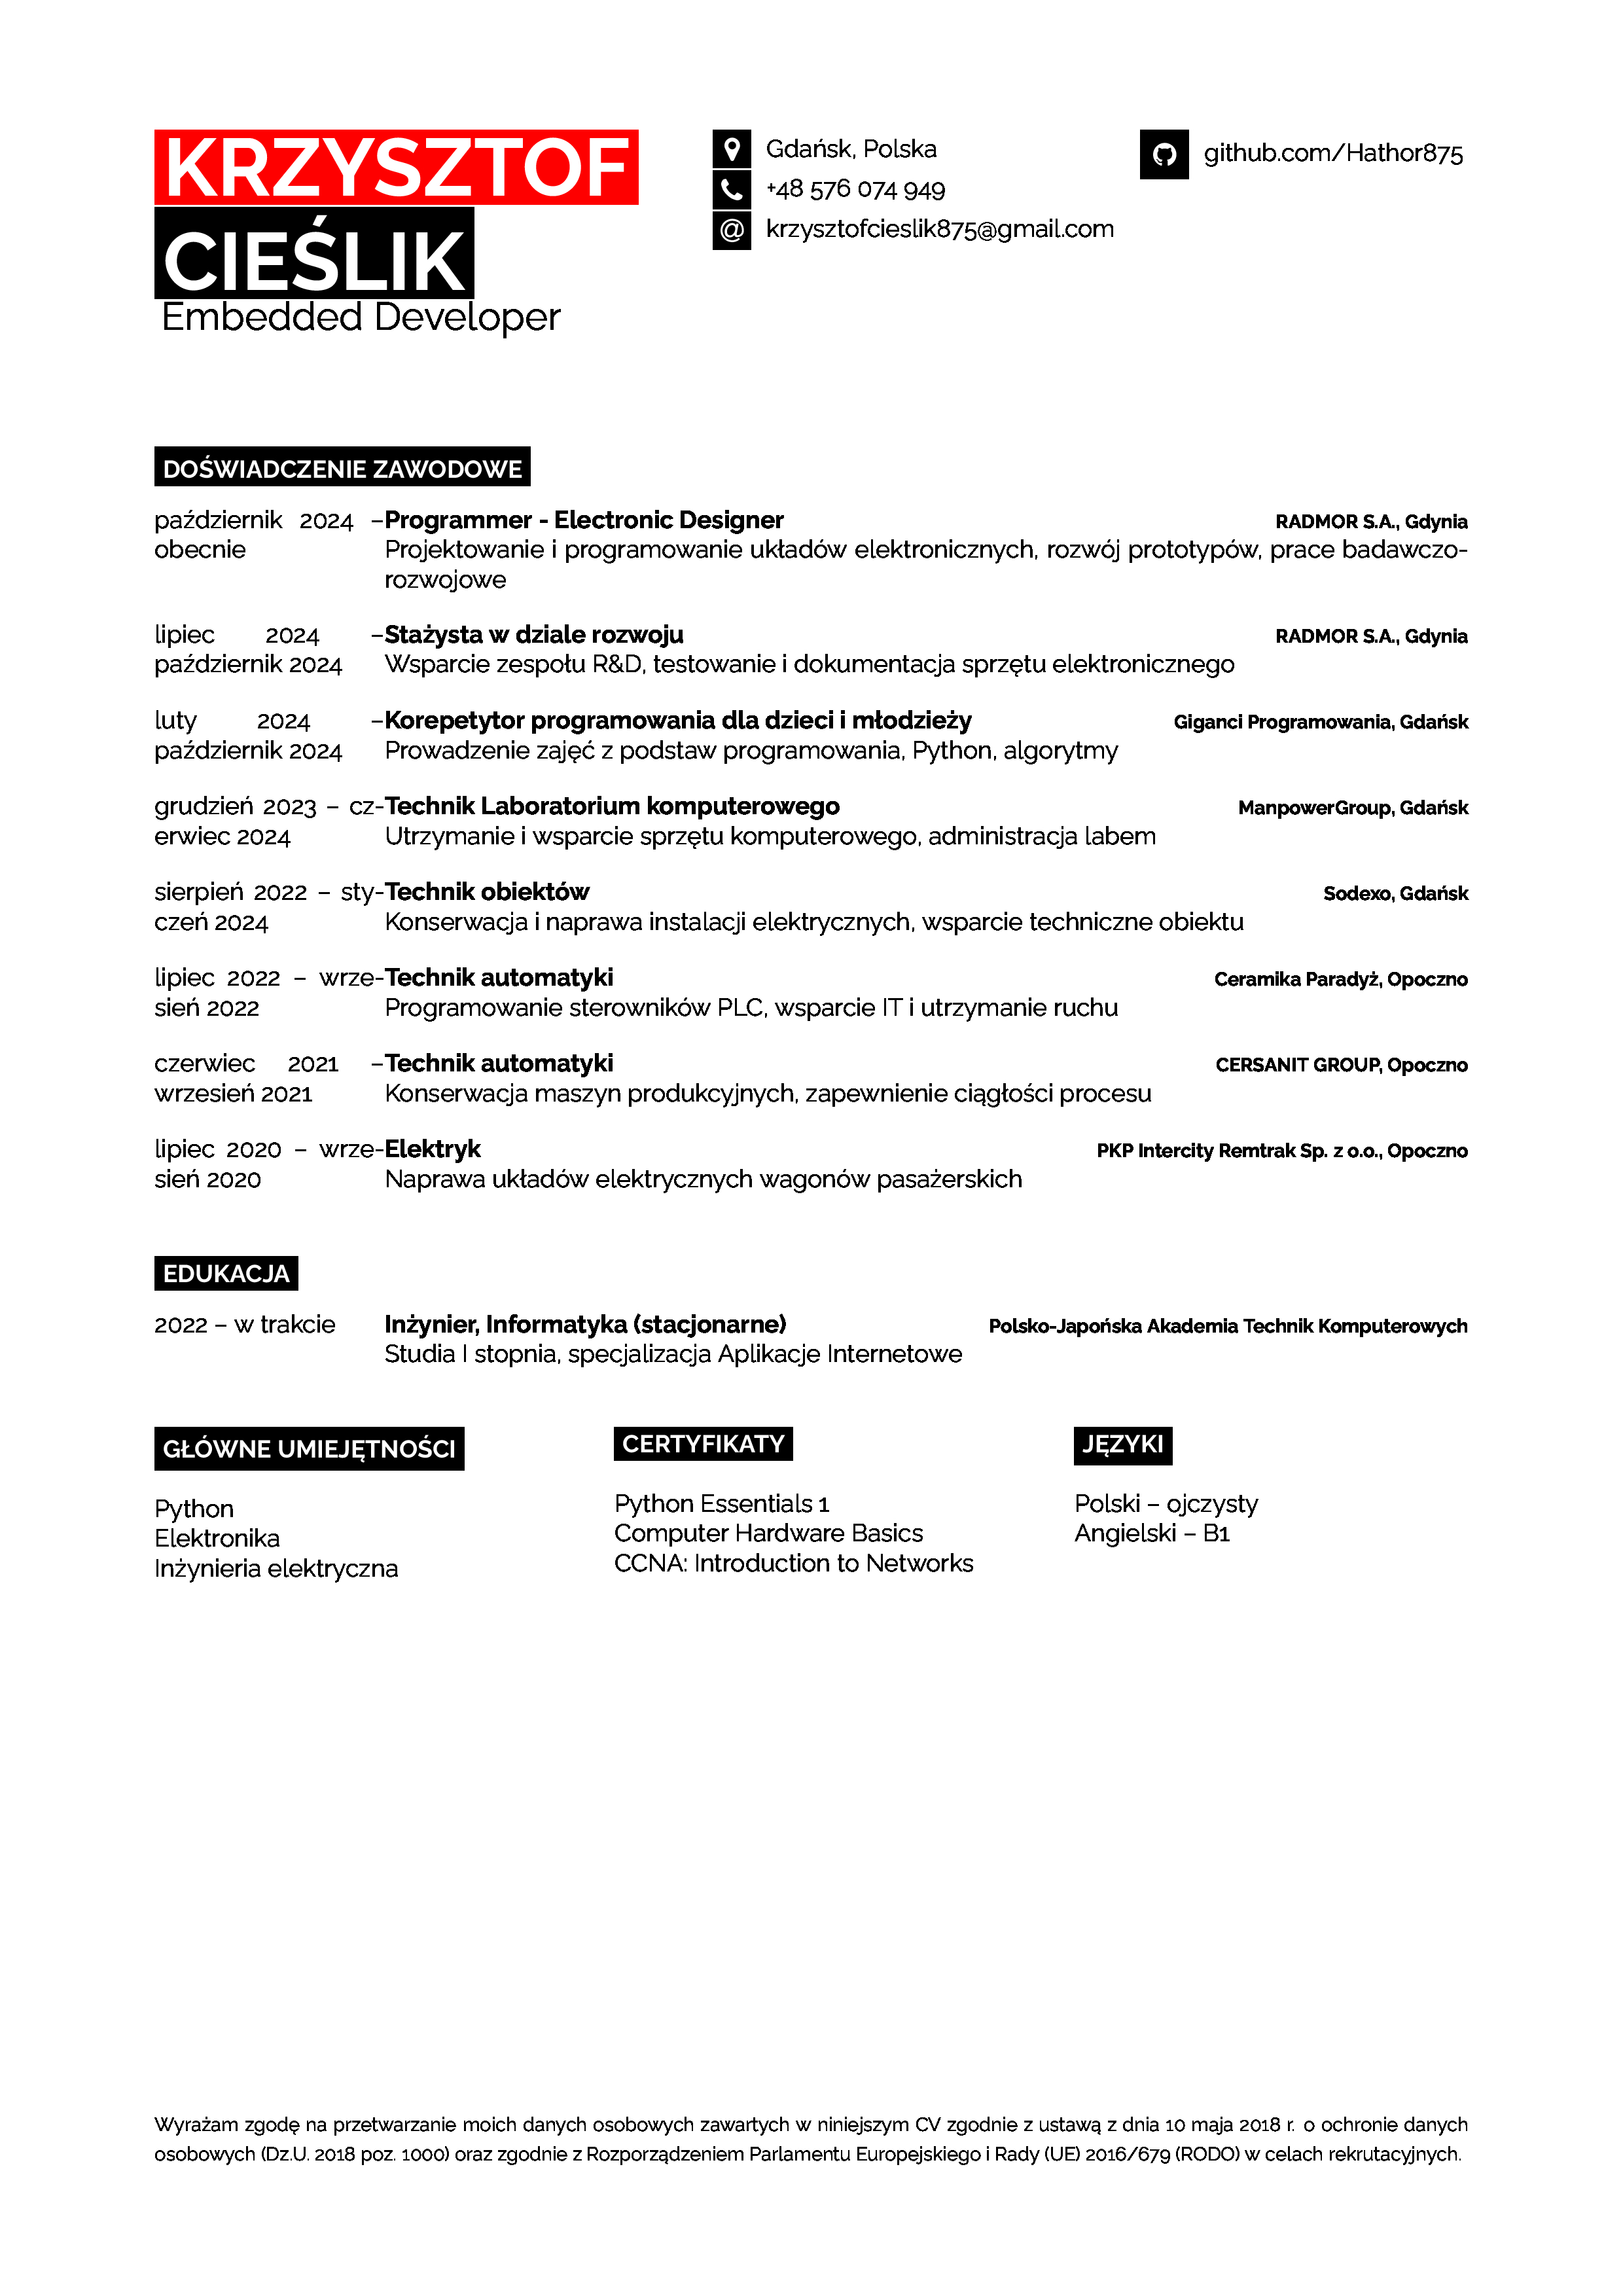 KRZYSZTOF
CIEŚLIK
Embedded Developer
Gdańsk, Polska
+48 576 074 949
krzysztofcieslik875@gmail.com
github.com/Hathor875
DOŚWIADCZENIE ZAWODOWE
październik 2024 – Programmer - Electronic Designer RADMOR S.A., Gdynia
obecnie Projektowanie i programowanie układów elektronicznych, rozwój prototypów, prace badawczo-
rozwojowe
lipiec 2024 – Stażysta w dziale rozwoju RADMOR S.A., Gdynia
październik 2024 Wsparcie zespołu R&D, testowanie i dokumentacja sprzętu elektronicznego
luty 2024 – Korepetytor programowania dla dzieci i młodzieży Giganci Programowania, Gdańsk
październik 2024 Prowadzenie zajęć z podstaw programowania, Python, algorytmy
grudzień 2023 – cz- Technik Laboratorium komputerowego ManpowerGroup, Gdańsk
erwiec 2024 Utrzymanie i wsparcie sprzętu komputerowego, administracja labem
sierpień 2022 – sty- Technik obiektów Sodexo, Gdańsk
czeń 2024 Konserwacja i naprawa instalacji elektrycznych, wsparcie techniczne obiektu
lipiec 2022 – wrze- Technik automatyki Ceramika Paradyż, Opoczno
sień 2022 Programowanie sterowników PLC, wsparcie IT i utrzymanie ruchu
czerwiec 2021 – Technik automatyki CERSANIT GROUP, Opoczno
wrzesień 2021 Konserwacja maszyn produkcyjnych, zapewnienie ciągłości procesu
lipiec 2020 – wrze- Elektryk PKP Intercity Remtrak Sp. z o.o., Opoczno
sień 2020 Naprawa układów elektrycznych wagonów pasażerskich
EDUKACJA
2022 – w trakcie Inżynier, Informatyka (stacjonarne) Polsko-Japońska Akademia Technik Komputerowych
Studia I stopnia, specjalizacja Aplikacje Internetowe
GŁÓWNE UMIEJĘTNOŚCI
Python
Elektronika
Inżynieria elektryczna
CERTYFIKATY
Python Essentials 1
Computer Hardware Basics
CCNA: Introduction to Networks
JĘZYKI
Polski – ojczysty
Angielski – B1
Wyrażam zgodę na przetwarzanie moich danych osobowych zawartych w niniejszym CV zgodnie z ustawą z dnia 10 maja 2018 r. o ochronie danych
osobowych (Dz.U. 2018 poz. 1000) oraz zgodnie z Rozporządzeniem Parlamentu Europejskiego i Rady (UE) 2016/679 (RODO) w celach rekrutacyjnych.